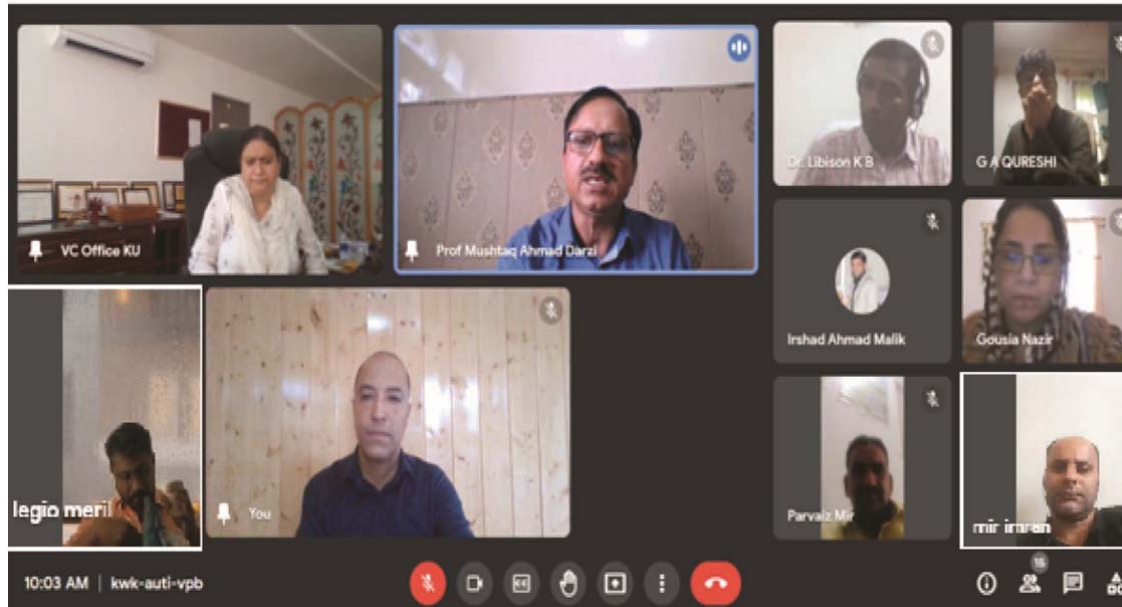 VC Office KU
Prof Mushtaq Ahmad Darzi
Dr. Libison K B
G A QURESHI
Irshad Ahmad Malik
Gousia Nazir
legio meril
You
Parvaiz Mir
mir imran
10:03 AM | kwk-auti-vpb
16